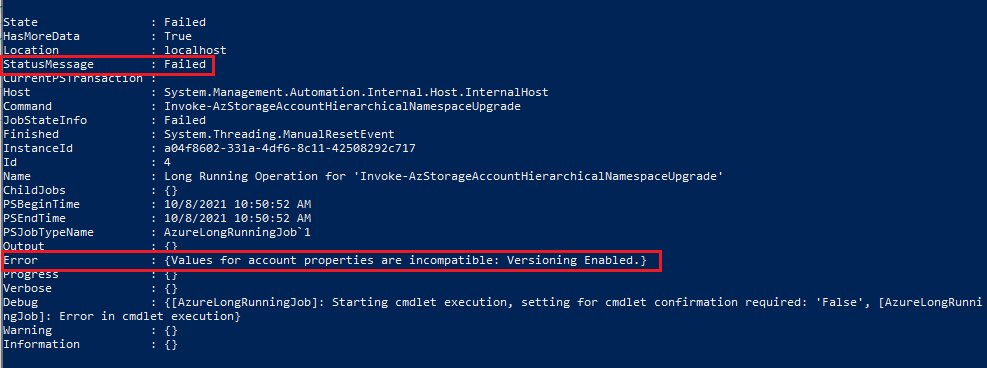 State : Failed
HasMoreData : True
Location : localhost
StatusMessage : Failed
CurrentPSTransaction :
Host : System.Management.Automation.Internal.Host.InternalHost
Command : Invoke-AzStorageAccountHierarchicalNamespaceUpgrade
JobStateInfo : Failed
Finished : System.Threading.ManualResetEvent
InstanceId : a04f8602-331a-4df6-8c11-42508292c717
Id : 4
Name : Long Running Operation for 'Invoke-AzStorageAccountHierarchicalNamespaceUpgrade'
ChildJobs : {}
PSBeginTime : 10/8/2021 10:50:52 AM
PSEndTime : 10/8/2021 10:50:52 AM
PSJobTypeName : AzureLongRunningJob`1
Output : {}
Error : {Values for account properties are incompatible: Versioning Enabled.}
Progress : {}
Verbose : {}
Debug : {[AzureLongRunningJob]: Starting cmdlet execution, setting for cmdlet confirmation required: 'False', [AzureLongRunni
ngJob]: Error in cmdlet execution}
Warning : {}
Information : {}